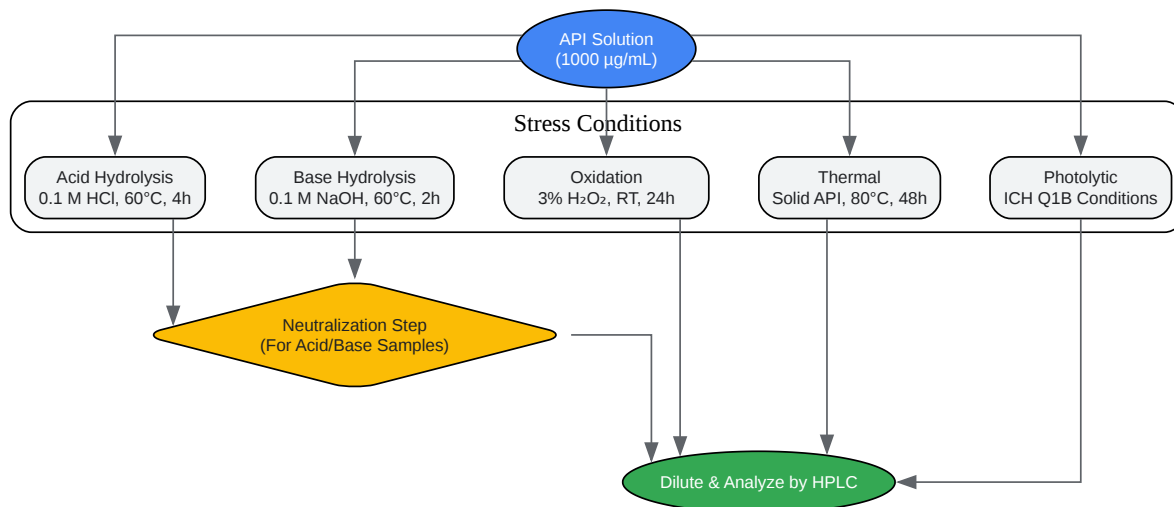 API Solution
(1000 µg/mL)
Stress Conditions
Acid Hydrolysis
0.1 M HCl, 60°C, 4h
Base Hydrolysis
0.1 M NaOH, 60°C, 2h
Oxidation
3% H₂O₂, RT, 24h
Thermal
Solid API, 80°C, 48h
Photolytic
ICH Q1B Conditions
Neutralization Step
(For Acid/Base Samples)
Dilute & Analyze by HPLC